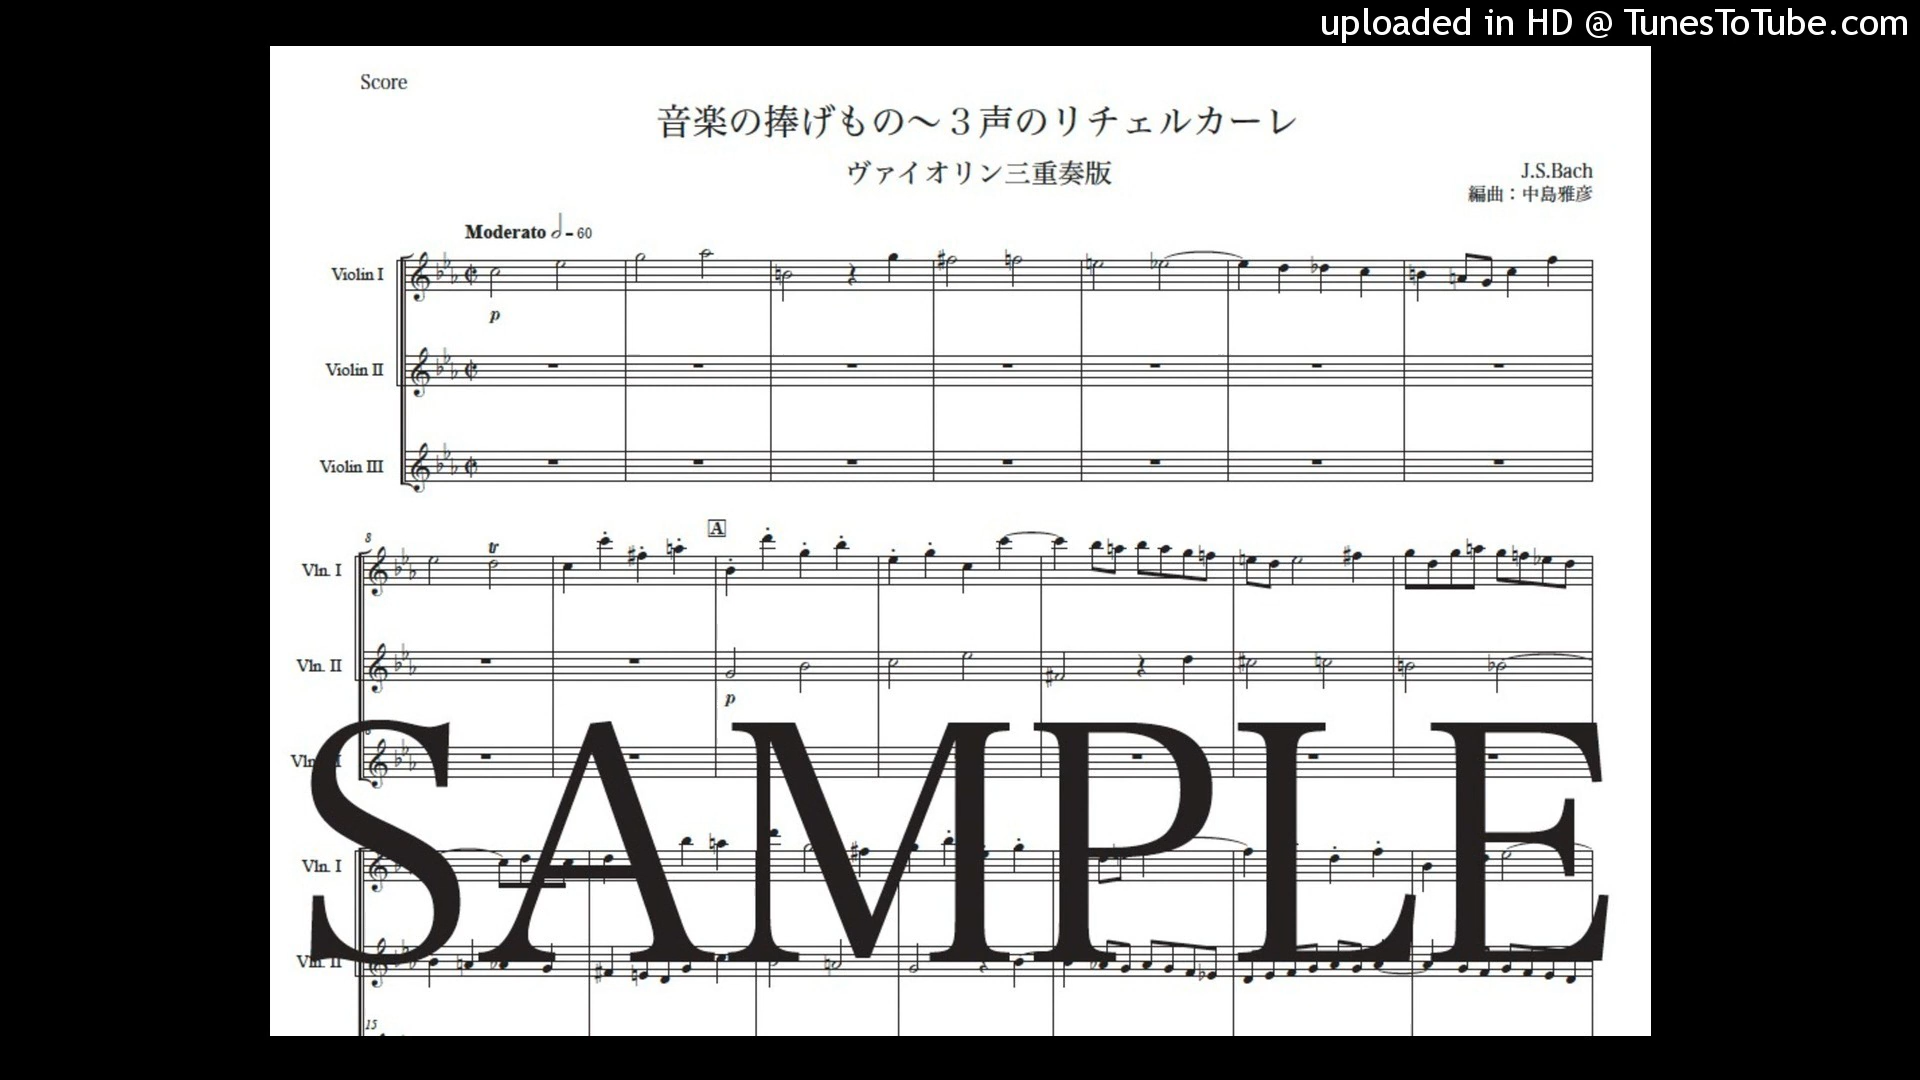 uploaded in HD @ TunesToTube.com
Score
音楽の捧げもの～３声のリチェルカーレ
ヴァイオリン三重奏版
J.S.Bach
編曲：中島雅彦
Moderato 𝅗𝅥 = 60
Violin I
p
Violin II
Violin III
8
tr
A
Vln. I
Vln. II
p
SAMPLE
Vln. I
15